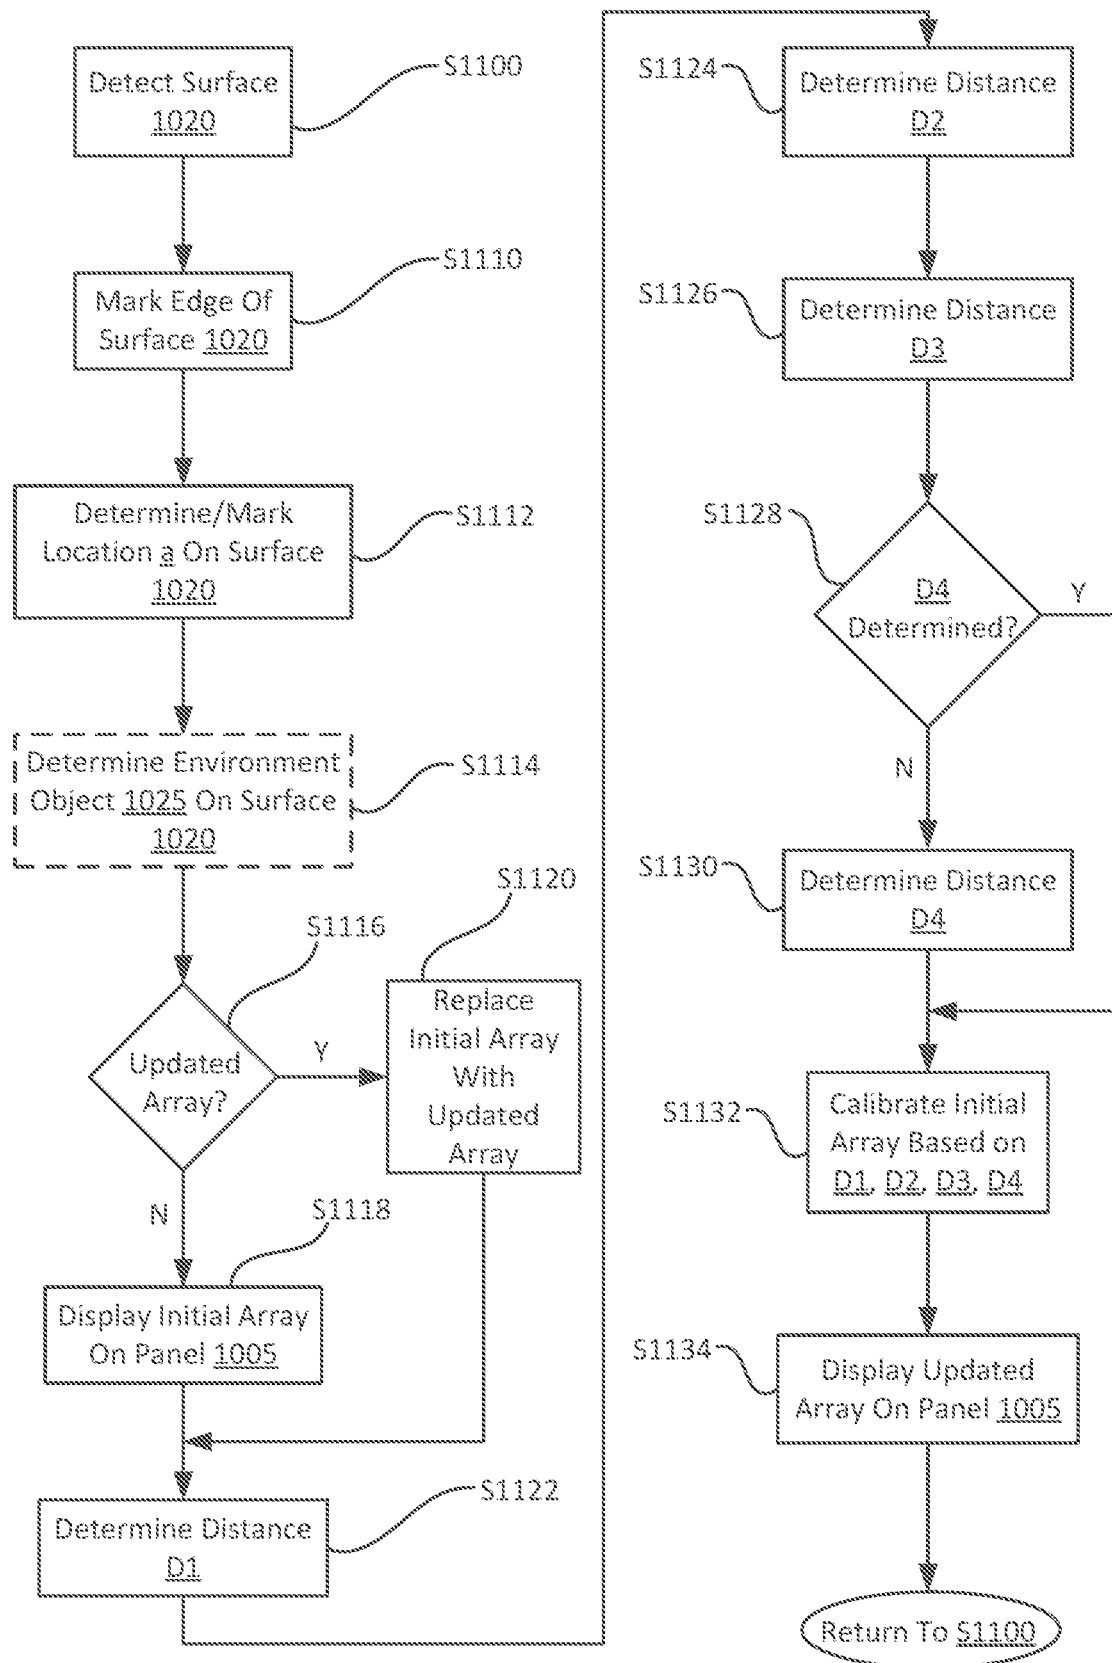 Detect Surface
1020
S1100
Mark Edge Of
Surface 1020
S1110
Determine/Mark
Location a On Surface
1020
S1112
Determine Environment
Object 1025 On Surface
1020
S1114
Updated
Array?
S1116
Y
N
Replace
Initial Array
With
Updated
Array
S1120
Display Initial Array
On Panel 1005
S1118
Determine Distance
D1
S1122
S1124
Determine Distance
D2
S1126
Determine Distance
D3
S1128
D4
Determined?
Y
N
S1130
Determine Distance
D4
S1132
Calibrate Initial
Array Based on
D1, D2, D3, D4
S1134
Display Updated
Array On Panel 1005
Return To S1100